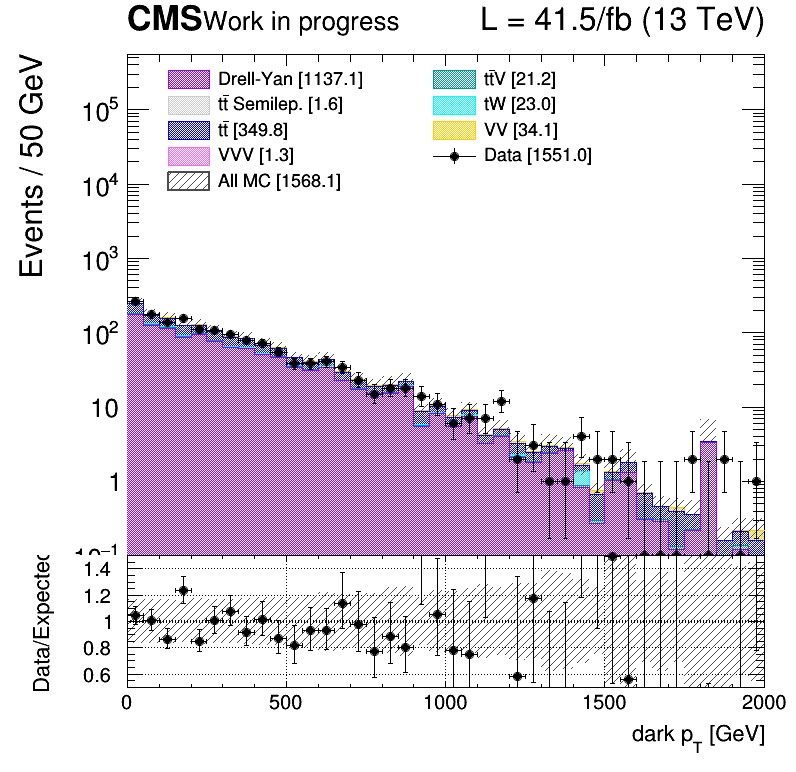 CMS Work in progress L = 41.5/fb (13 TeV)
Events / 50 GeV
Drell-Yan [1137.1]
tt̄ Semilep. [1.6]
tt̄ [349.8]
VVV [1.3]
All MC [1568.1]
tt̄V [21.2]
tW [23.0]
VV [34.1]
Data [1551.0]
10⁵
10⁴
10³
10²
10
1
10⁻¹
Data/Expected
1.4
1.2
1
0.8
0.6
0 500 1000 1500 2000
dark p_T [GeV]